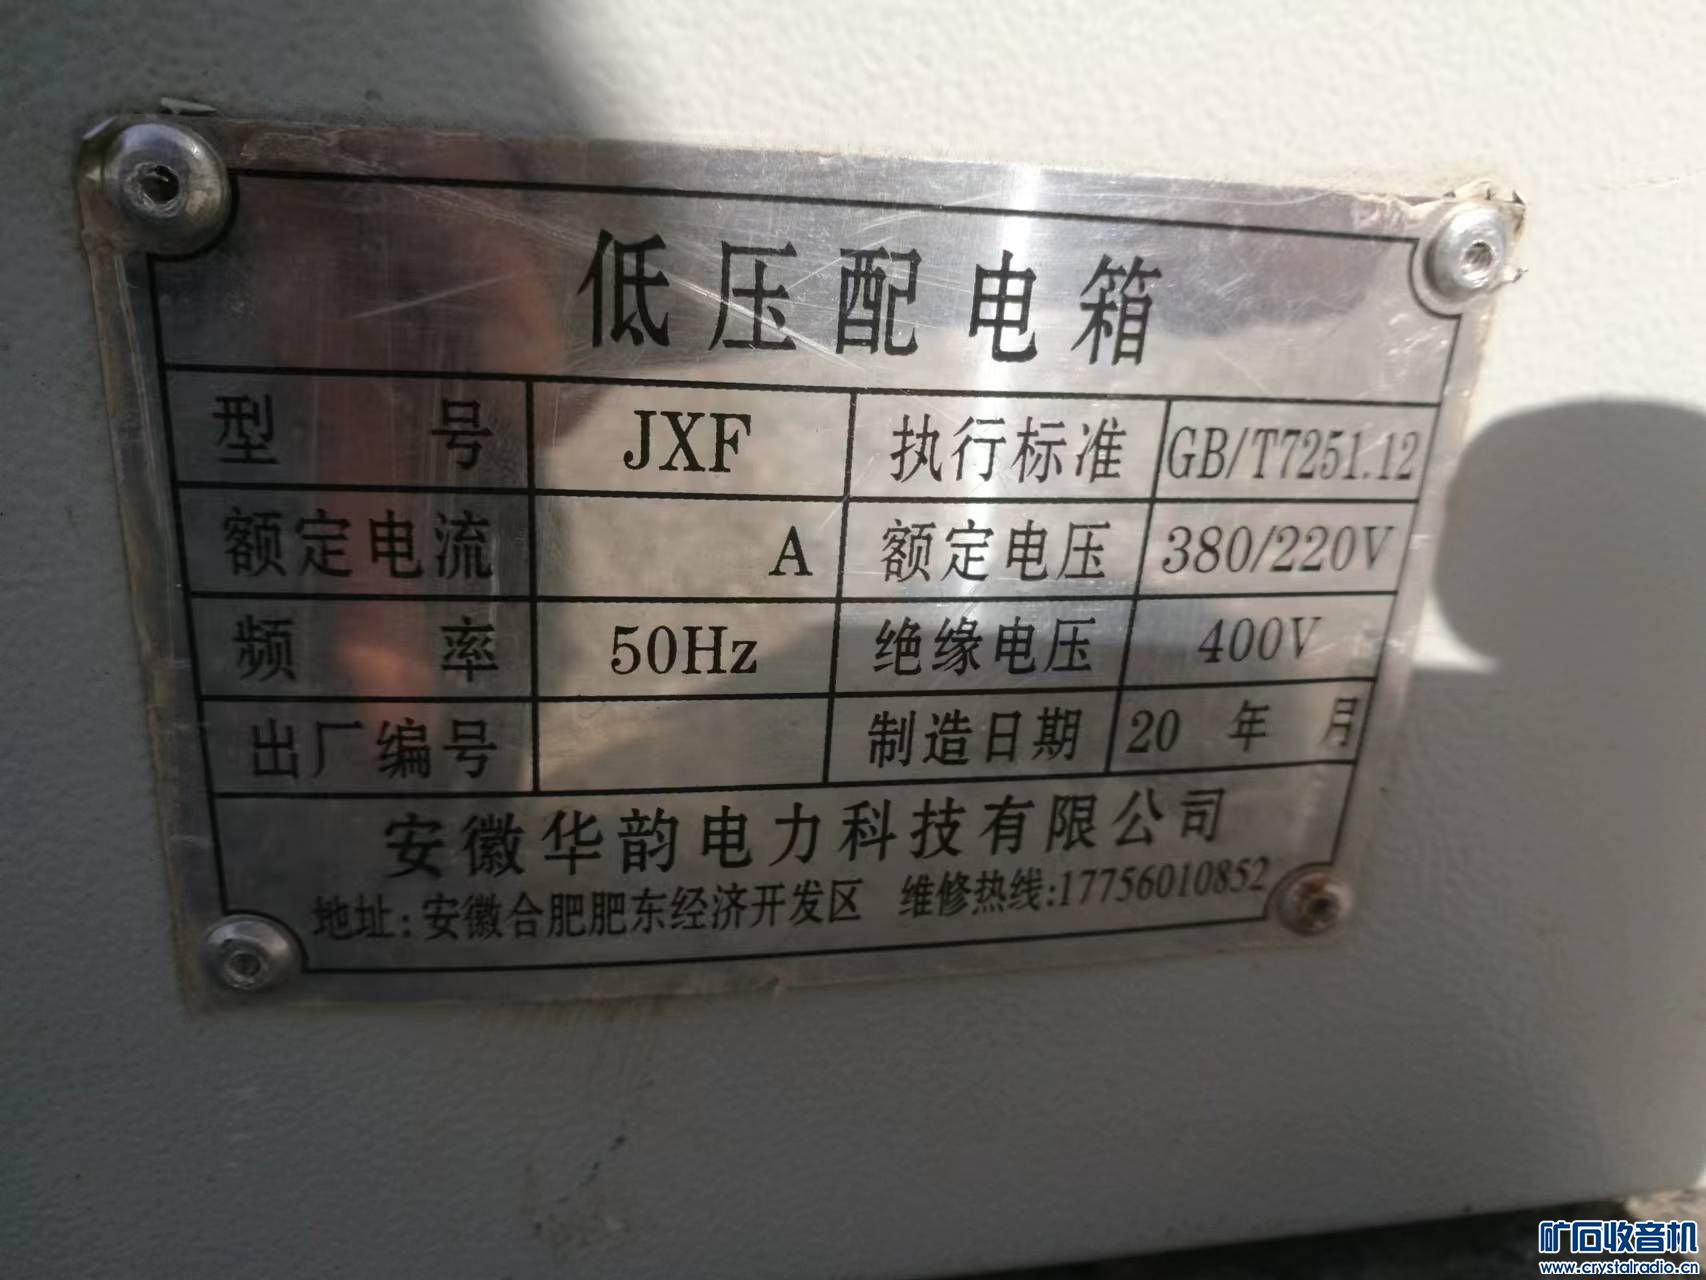 低压配电箱
型号 JXF 执行标准 GB/T7251.12
额定电流 A 额定电压 380/220V
频率 50Hz 绝缘电压 400V
出厂编号 制造日期 20 年 月
安徽华韵电力科技有限公司
地址:安徽合肥肥东经济开发区 维修热线:17756010852
矿石收音机
www.crystalradio.cn